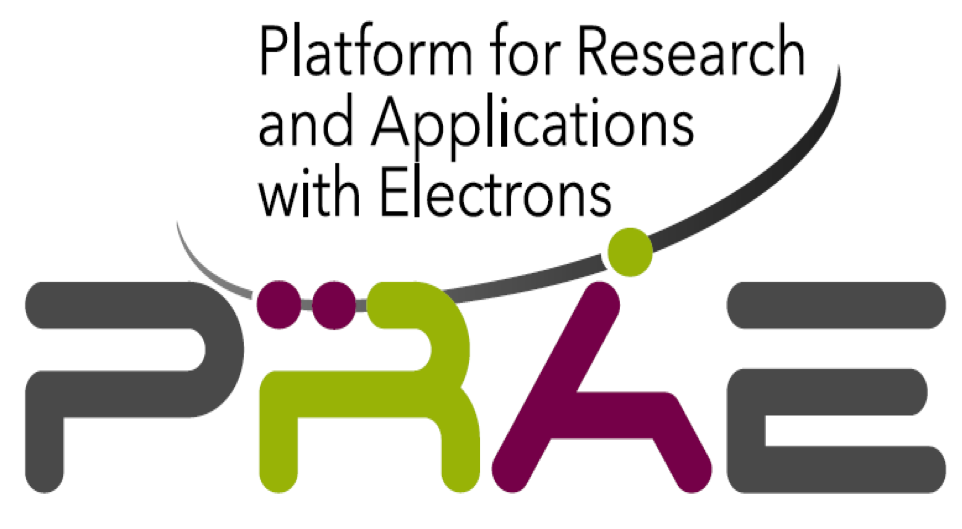 Platform for Research
and Applications
with Electrons
PRAE